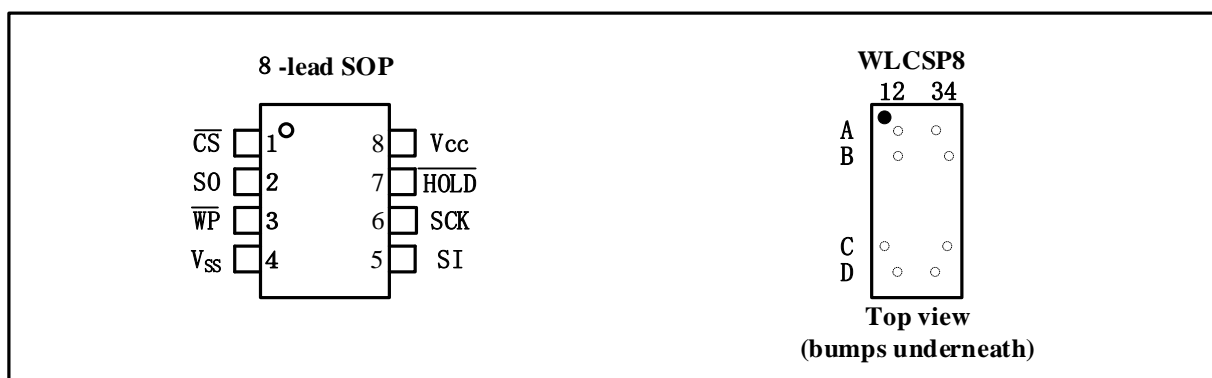 8 -lead SOP
CS 1 8 Vcc
SO 2 7 HOLD
WP 3 6 SCK
VSS 4 5 SI
WLCSP8
12 34
A
B
C
D
Top view
(bumps underneath)